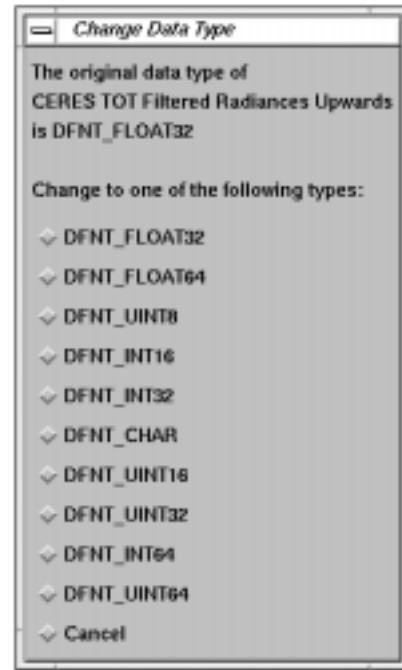 Change Data Type
The original data type of
CERES TOT Filtered Radiances Upwards
is DFNT_FLOAT32
Change to one of the following types:
DFNT_FLOAT32
DFNT_FLOAT64
DFNT_UINT8
DFNT_INT16
DFNT_INT32
DFNT_CHAR
DFNT_UINT16
DFNT_UINT32
DFNT_INT64
DFNT_UINT64
Cancel